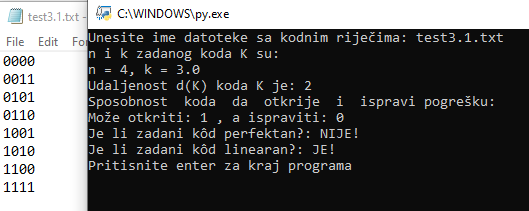 test3.1.txt
File Edit Format
0000
0011
0101
0110
1001
1010
1100
1111
C:\WINDOWS\py.exe
Unesite ime datoteke sa kodnim riječima: test3.1.txt
n i k zadanog koda K su:
n = 4, k = 3.0
Udaljenost d(K) koda K je: 2
Sposobnost koda da otkrije i ispravi pogrešku:
Može otkriti: 1 , a ispraviti: 0
Je li zadani kôd perfektan?: NIJE!
Je li zadani kôd linearan?: JE!
Pritisnite enter za kraj programa